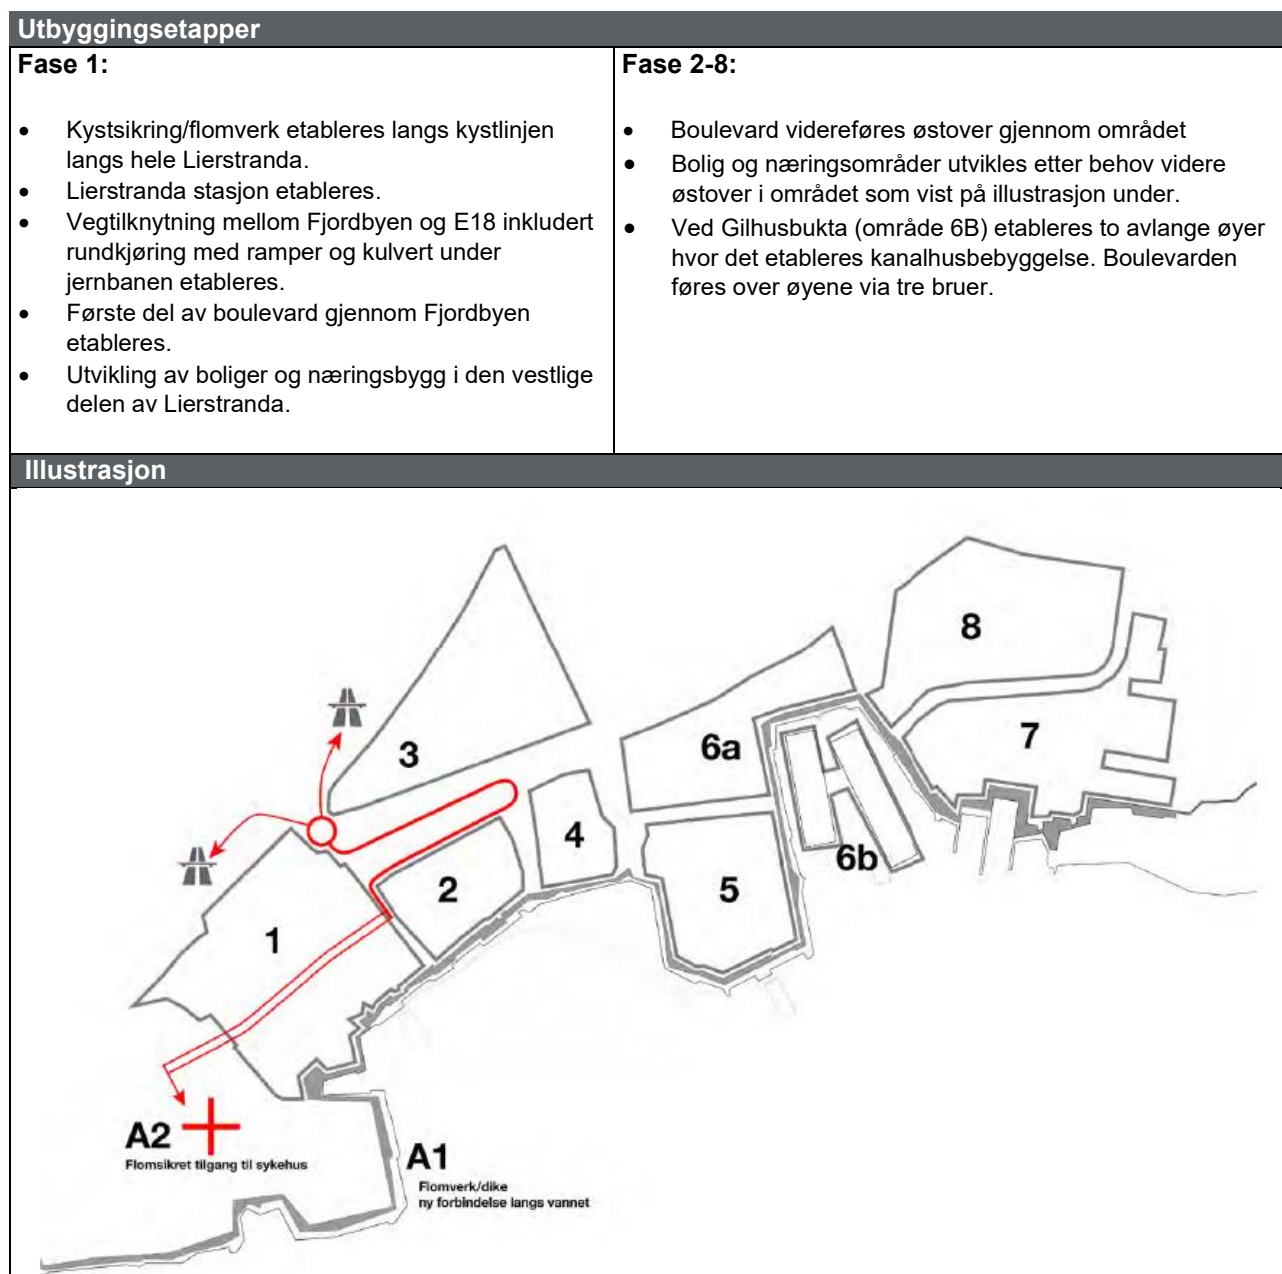 Utbyggingsetapper
Fase 1:
• Kystsikring/flomverk etableres langs kystlinjen
langs hele Lierstranda.
• Lierstranda stasjon etableres.
• Vegtilknytning mellom Fjordbyen og E18 inkludert
rundkjøring med ramper og kulvert under
jernbanen etableres.
• Første del av boulevard gjennom Fjordbyen
etableres.
• Utvikling av boliger og næringsbygg i den vestlige
delen av Lierstranda.
Fase 2-8:
• Boulevard videreføres østover gjennom området
• Bolig og næringsområder utvikles etter behov videre
østover i området som vist på illustrasjon under.
• Ved Gilhusbukta (område 6B) etableres to avlange øyer
hvor det etableres kanalhusbebyggelse. Boulevarden
føres over øyene via tre bruer.
Illustrasjon
8
7
3
6a
4
6b
2
5
1
A2
Flomsikret tilgang til sykehus
A1
Flomverk/dike
ny forbindelse langs vannet